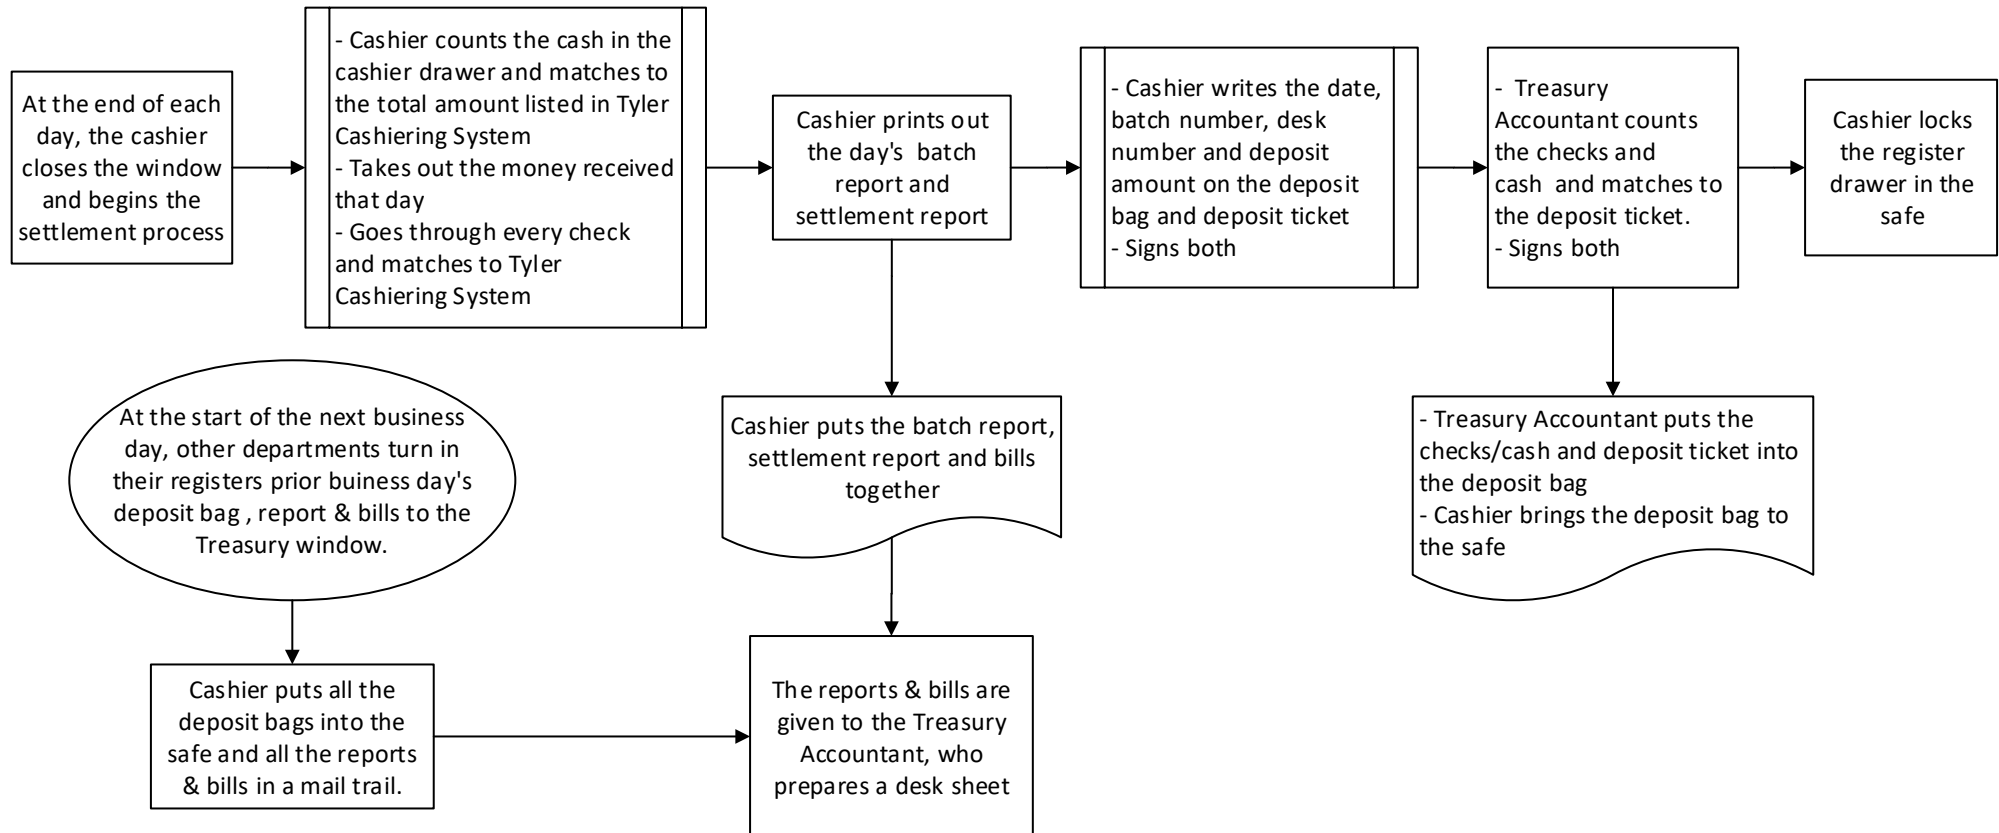 At the end of each
day, the cashier
closes the window
and begins the
settlement process
- Cashier counts the cash in the
cashier drawer and matches to
the total amount listed in Tyler
Cashiering System
- Takes out the money received
that day
- Goes through every check
and matches to Tyler
Cashiering System
Cashier prints out
the day's batch
report and
settlement report
- Cashier writes the date,
batch number, desk
number and deposit
amount on the deposit
bag and deposit ticket
- Signs both
- Treasury
Accountant counts
the checks and
cash and matches to
the deposit ticket.
- Signs both
Cashier locks
the register
drawer in the
safe
At the start of the next business
day, other departments turn in
their registers prior buiness day's
deposit bag , report & bills to the
Treasury window.
Cashier puts the batch report,
settlement report and bills
together
- Treasury Accountant puts the
checks/cash and deposit ticket into
the deposit bag
- Cashier brings the deposit bag to
the safe
Cashier puts all the
deposit bags into the
safe and all the reports
& bills in a mail trail.
The reports & bills are
given to the Treasury
Accountant, who
prepares a desk sheet